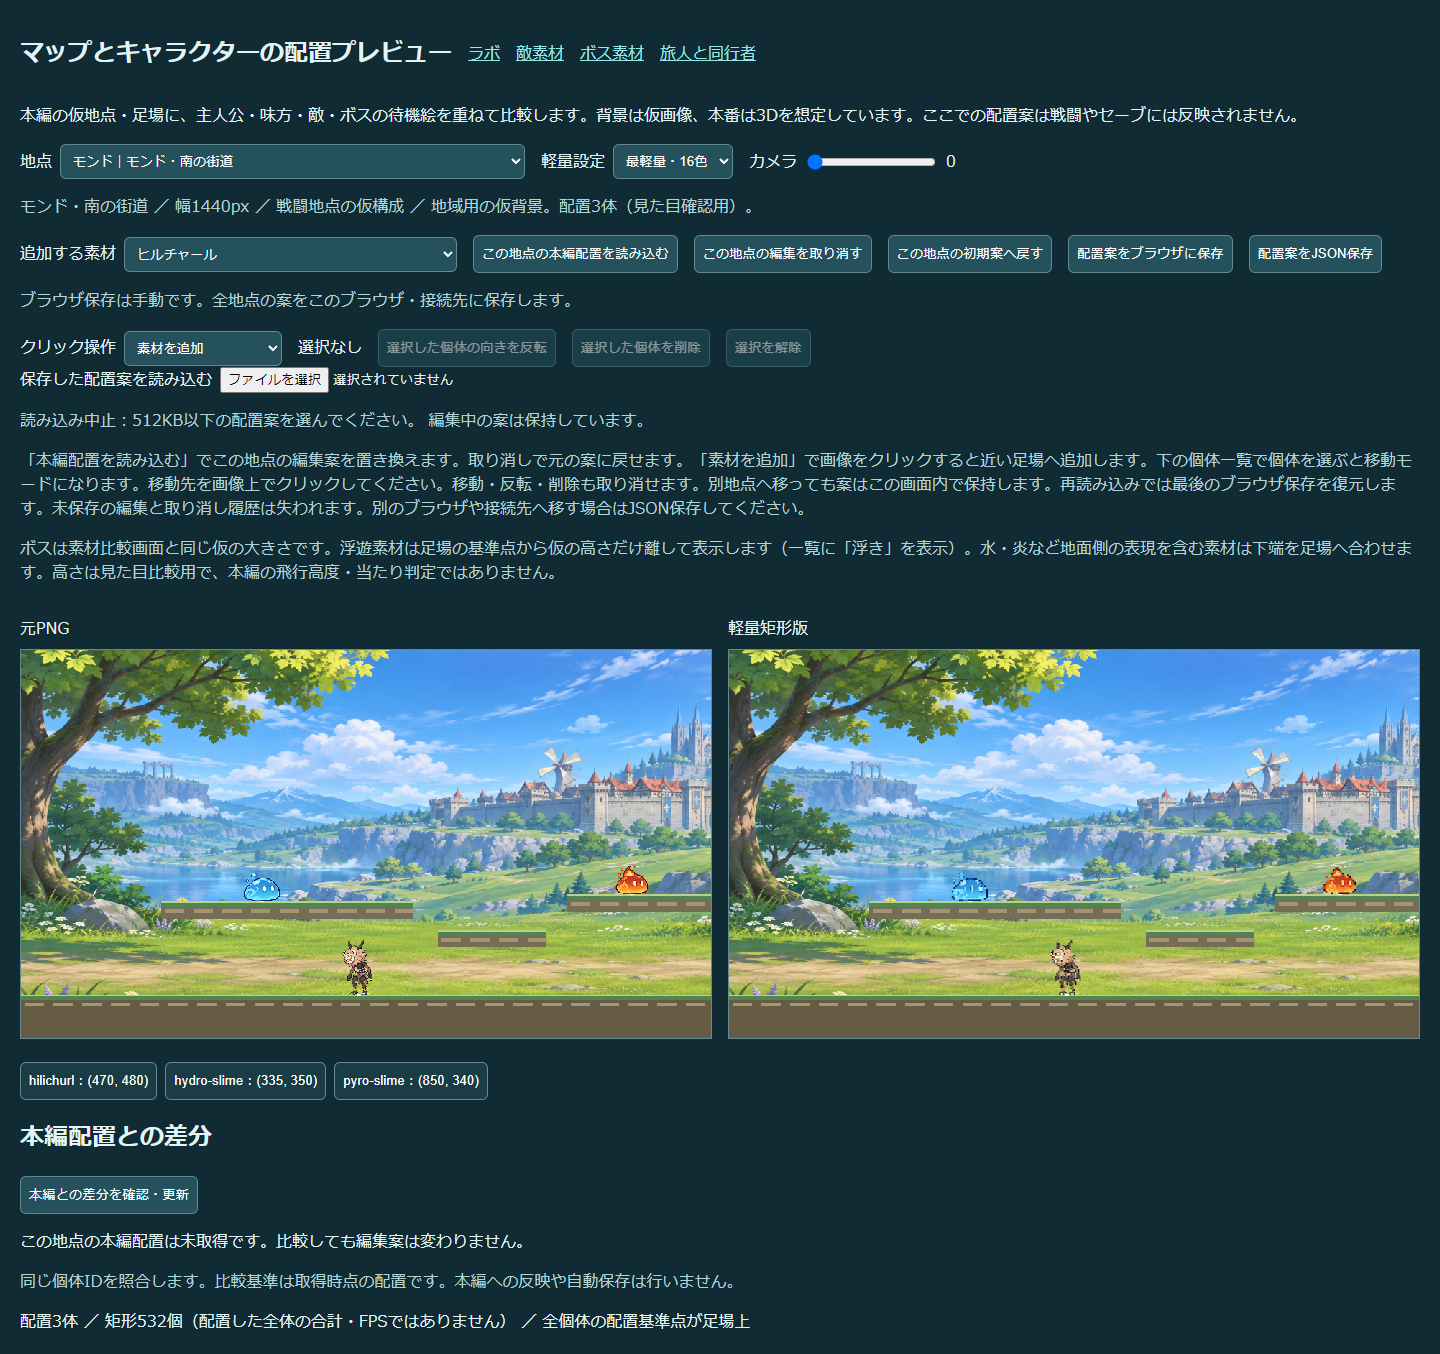 マップとキャラクターの配置プレビュー ラボ 敵素材 ボス素材 旅人と同行者
本編の仮地点・足場に、主人公・味方・敵・ボスの待機絵を重ねて比較します。背景は仮画像、本番は3Dを想定しています。ここでの配置案は戦闘やセーブには反映されません。
地点 モンド | モンド・南の街道 軽量設定 最軽量・16色 カメラ 0
モンド・南の街道 ／ 幅1440px ／ 戦闘地点の仮構成 ／ 地域用の仮背景。配置3体（見た目確認用）。
追加する素材 ヒルチャール この地点の本編配置を読み込む この地点の編集を取り消す この地点の初期案へ戻す 配置案をブラウザに保存 配置案をJSON保存
ブラウザ保存は手動です。全地点の案をこのブラウザ・接続先に保存します。
クリック操作 素材を追加 選択なし 選択した個体の向きを反転 選択した個体を削除 選択を解除
保存した配置案を読み込む ファイルを選択 選択されていません
読み込み中止：512KB以下の配置案を選んでください。 編集中の案は保持しています。
「本編配置を読み込む」でこの地点の編集案を置き換えます。取り消しで元の案に戻せます。「素材を追加」で画像をクリックすると近い足場へ追加します。下の個体一覧で個体を選ぶと移動モ
ードになります。移動先を画像上でクリックしてください。移動・反転・削除も取り消せます。別地点へ移っても案はこの画面内で保持します。再読み込みでは最後のブラウザ保存を復元しま
す。未保存の編集と取り消し履歴は失われます。別のブラウザや接続先へ移す場合はJSON保存してください。
ボスは素材比較画面と同じ仮の大きさです。浮遊素材は足場の基準点から仮の高さだけ離して表示します（一覧に「浮き」を表示）。水・炎など地面側の表現を含む素材は下端を足場へ合わせま
す。高さは見た目比較用で、本編の飛行高度・当たり判定ではありません。
元PNG 軽量矩形版
hilichurl：(470, 480) hydro-slime：(335, 350) pyro-slime：(850, 340)
本編配置との差分
本編との差分を確認・更新
この地点の本編配置は未取得です。比較しても編集案は変わりません。
同じ個体IDを照合します。比較基準は取得時点の配置です。本編への反映や自動保存は行いません。
配置3体 ／ 矩形532個（配置した全体の合計・FPSではありません） ／ 全個体の配置基準点が足場上